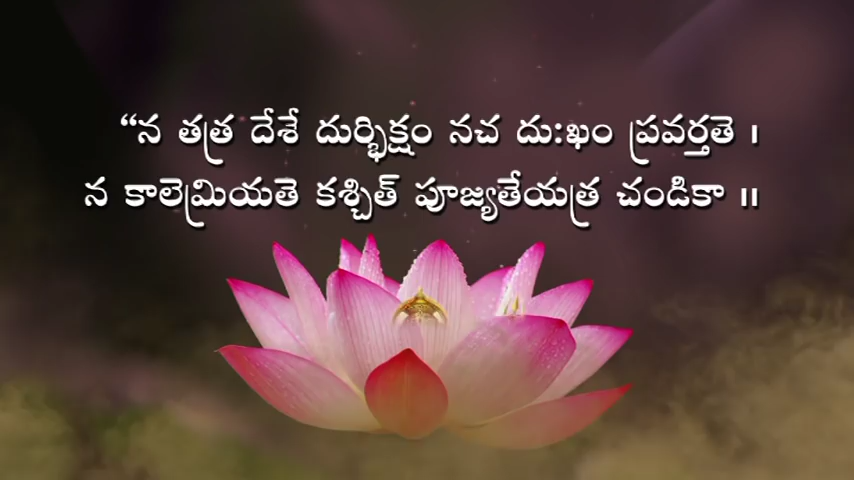 “న తత్ర దేశే దుర్భిక్షం నచ దుఃఖం ప్రవర్తతె ।
న కాలెమ్రియతె కశ్చిత్ పూజ్యతేయత్ర చండికా ॥